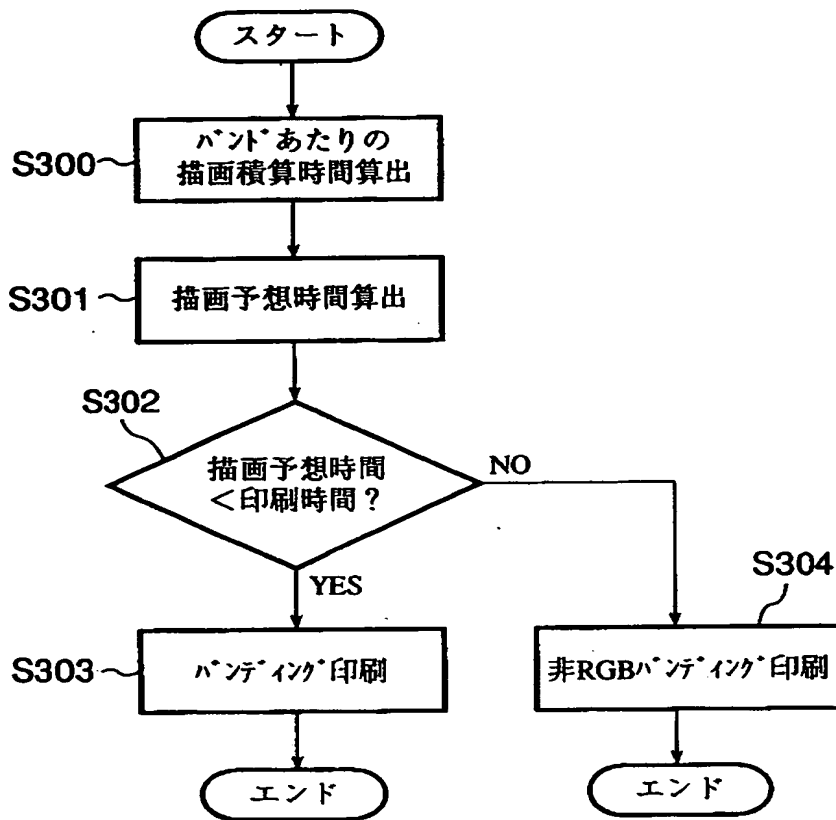 スタート
S300
ﾊﾞﾝﾄﾞあたりの
描画積算時間算出
S301
描画予想時間算出
S302
描画予想時間
＜印刷時間？
NO
YES
S303
ﾊﾞﾝﾃﾞｨﾝｸﾞ印刷
S304
非RGBﾊﾞﾝﾃﾞｨﾝｸﾞ印刷
エンド
エンド